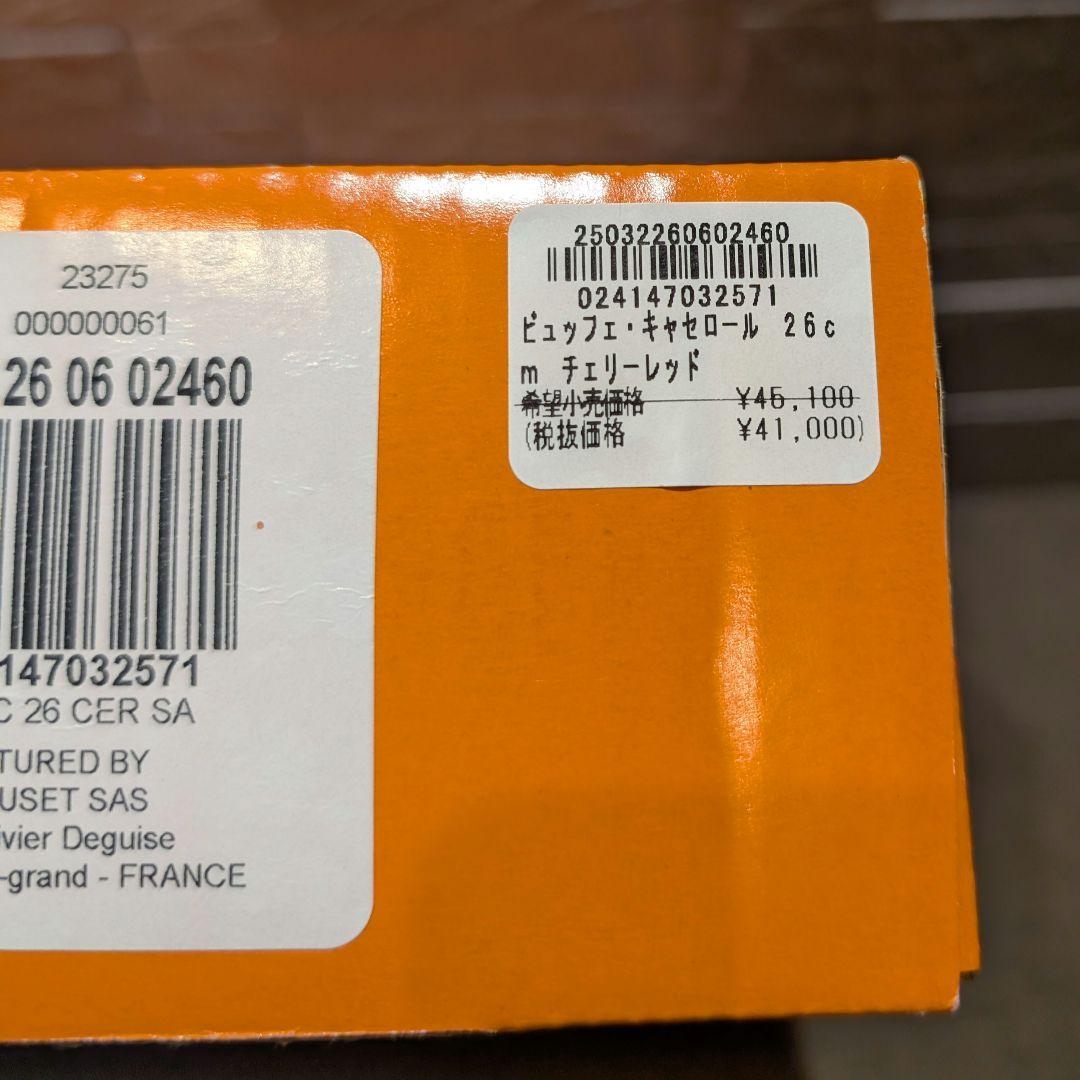 23275
000000061
26 06 02460
147032571
C 26 CER SA
TURED BY
USET SAS
ivier Deguise
-grand - FRANCE
25032260602460
024147032571
ビュッフェ・キャセロール 26c
m チェリーレッド
希望小売価格 ¥45,100
(税抜価格 ¥41,000)